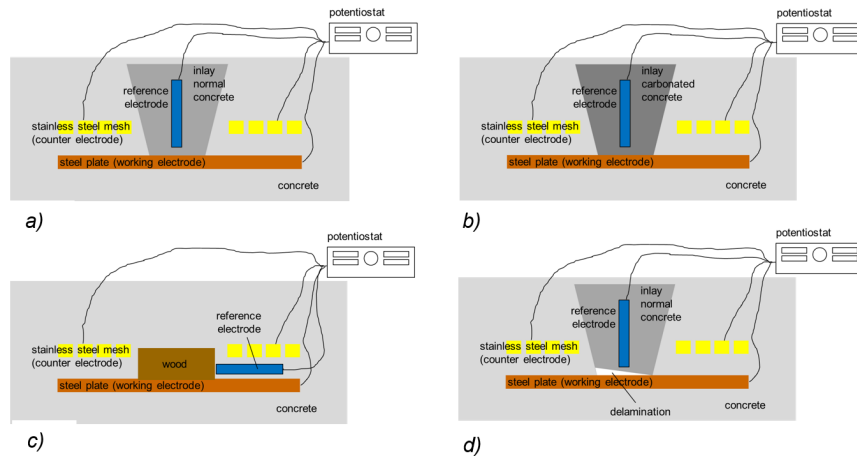 potentiostat
inlay
normal
concrete
reference
electrode
stainless steel mesh
(counter electrode)
steel plate (working electrode)
concrete
a)
potentiostat
inlay
carbonated
concrete
reference
electrode
stainless steel mesh
(counter electrode)
steel plate (working electrode)
concrete
b)
potentiostat
reference
electrode
stainless steel mesh
(counter electrode)
wood
steel plate (working electrode)
concrete
c)
potentiostat
inlay
normal
concrete
reference
electrode
stainless steel mesh
(counter electrode)
steel plate (working electrode)
delamination
concrete
d)